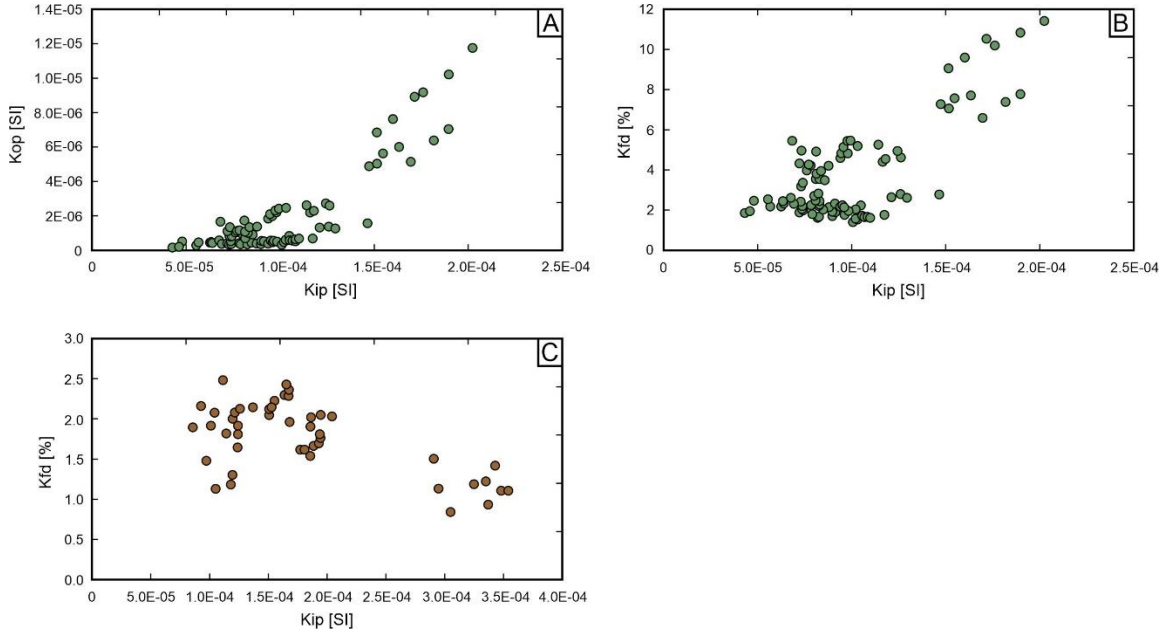 A
1.4E-05
1.2E-05
1.0E-05
8.0E-06
6.0E-06
4.0E-06
2.0E-06
0
Kop [SI]
0 5.0E-05 1.0E-04 1.5E-04 2.0E-04 2.5E-04
Kip [SI]
B
12
10
8
6
4
2
0
Kfd [%]
0 5.0E-05 1.0E-04 1.5E-04 2.0E-04 2.5E-04
Kip [SI]
C
3.0
2.5
2.0
1.5
1.0
0.5
0.0
Kfd [%]
0 5.0E-05 1.0E-04 1.5E-04 2.0E-04 2.5E-04 3.0E-04 3.5E-04 4.0E-04
Kip [SI]